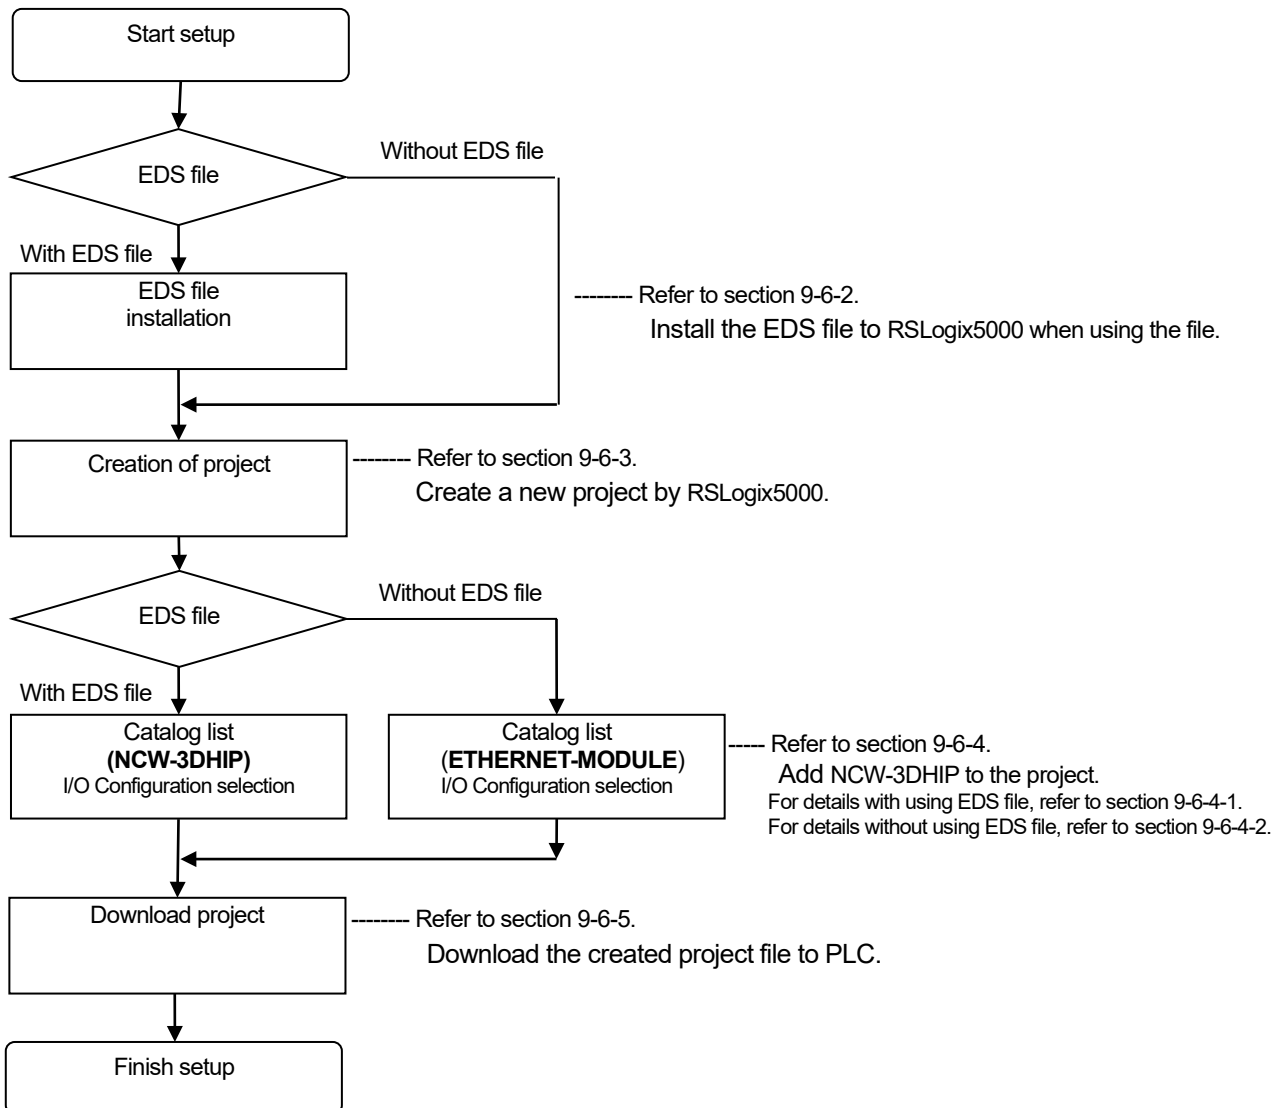 Start setup
Without EDS file
EDS file
With EDS file
EDS file
installation
-------- Refer to section 9-6-2.
Install the EDS file to RSLogix5000 when using the file.
Creation of project
-------- Refer to section 9-6-3.
Create a new project by RSLogix5000.
Without EDS file
EDS file
With EDS file
Catalog list
(NCW-3DHIP)
I/O Configuration selection
Catalog list
(ETHERNET-MODULE)
I/O Configuration selection
----- Refer to section 9-6-4.
Add NCW-3DHIP to the project.
For details with using EDS file, refer to section 9-6-4-1.
For details without using EDS file, refer to section 9-6-4-2.
Download project
-------- Refer to section 9-6-5.
Download the created project file to PLC.
Finish setup